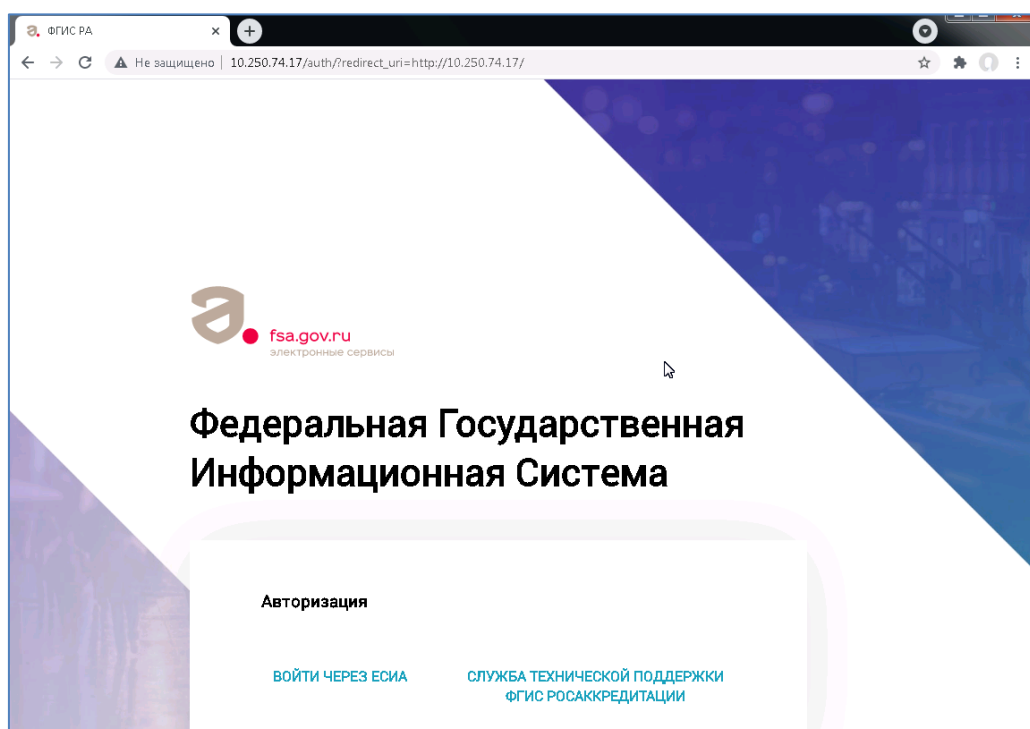 ФГИС РА
Не защищено 10.250.74.17/auth/?redirect_uri=http://10.250.74.17/
fsa.gov.ru
электронные сервисы
Федеральная Государственная
Информационная Система
Авторизация
ВОЙТИ ЧЕРЕЗ ЕСИА
СЛУЖБА ТЕХНИЧЕСКОЙ ПОДДЕРЖКИ
ФГИС РОСАККРЕДИТАЦИИ